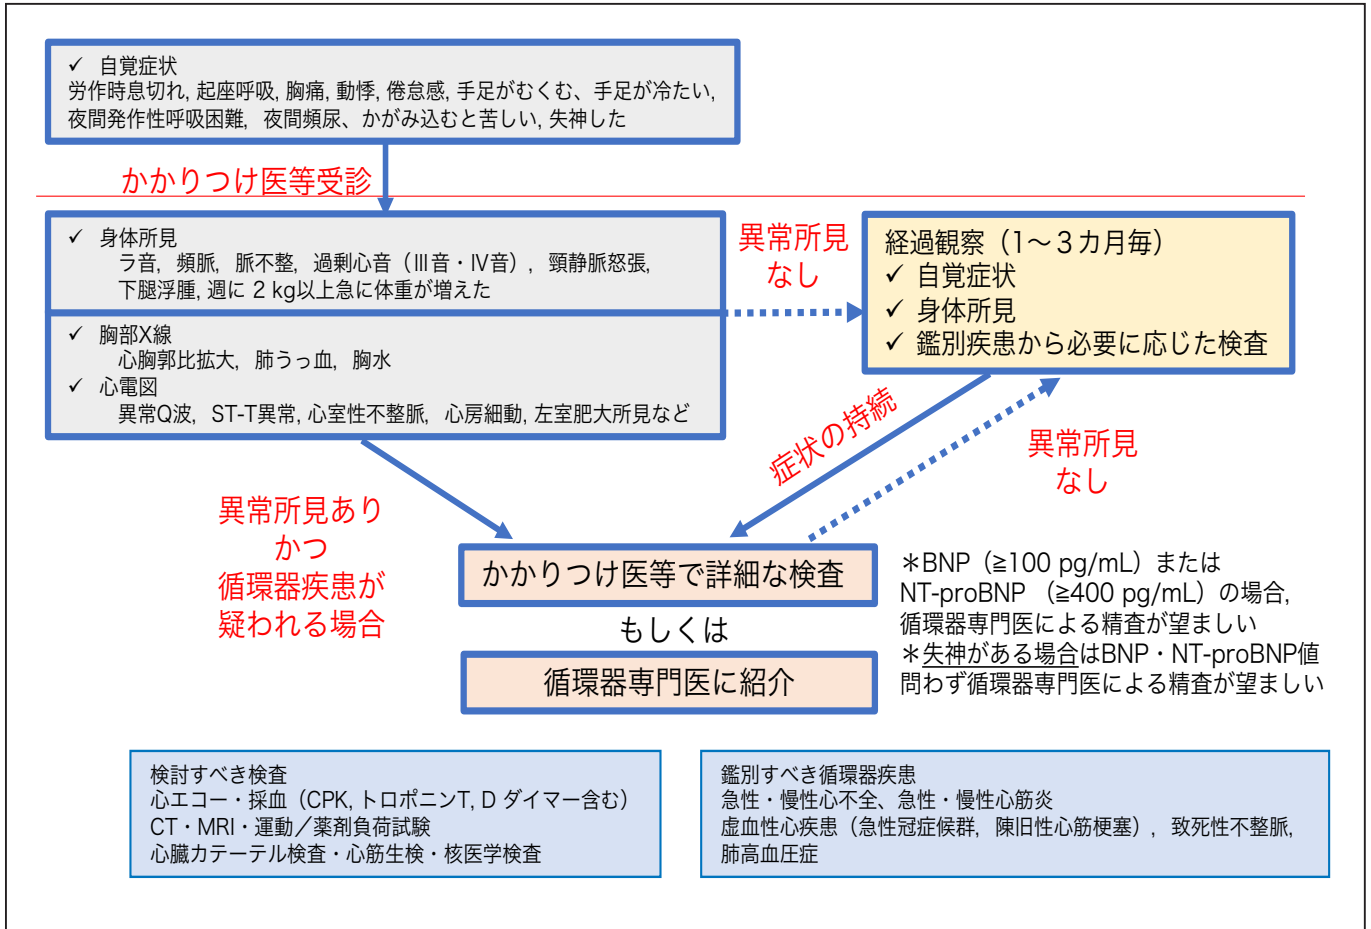 ✓ 自覚症状
労作時息切れ, 起座呼吸, 胸痛, 動悸, 倦怠感, 手足がむくむ、手足が冷たい,
夜間発作性呼吸困難, 夜間頻尿、かがみ込むと苦しい, 失神した
かかりつけ医等受診
✓ 身体所見
ラ音, 頻脈, 脈不整, 過剰心音（Ⅲ音・Ⅳ音）, 頸静脈怒張,
下腿浮腫, 週に 2 kg以上急に体重が増えた
✓ 胸部X線
心胸郭比拡大, 肺うっ血, 胸水
✓ 心電図
異常Q波, ST-T異常, 心室性不整脈, 心房細動, 左室肥大所見など
異常所見
なし
経過観察（1～３カ月毎）
✓ 自覚症状
✓ 身体所見
✓ 鑑別疾患から必要に応じた検査
症状の持続
異常所見
なし
異常所見あり
かつ
循環器疾患が
疑われる場合
かかりつけ医等で詳細な検査
もしくは
循環器専門医に紹介
＊BNP（≧100 pg/mL）または
NT-proBNP （≧400 pg/mL）の場合,
循環器専門医による精査が望ましい
＊失神がある場合はBNP・NT-proBNP値
問わず循環器専門医による精査が望ましい
検討すべき検査
心エコー・採血（CPK, トロポニンT, D ダイマー含む）
CT・MRI・運動／薬剤負荷試験
心臓カテーテル検査・心筋生検・核医学検査
鑑別すべき循環器疾患
急性・慢性心不全、急性・慢性心筋炎
虚血性心疾患（急性冠症候群, 陳旧性心筋梗塞）, 致死性不整脈,
肺高血圧症